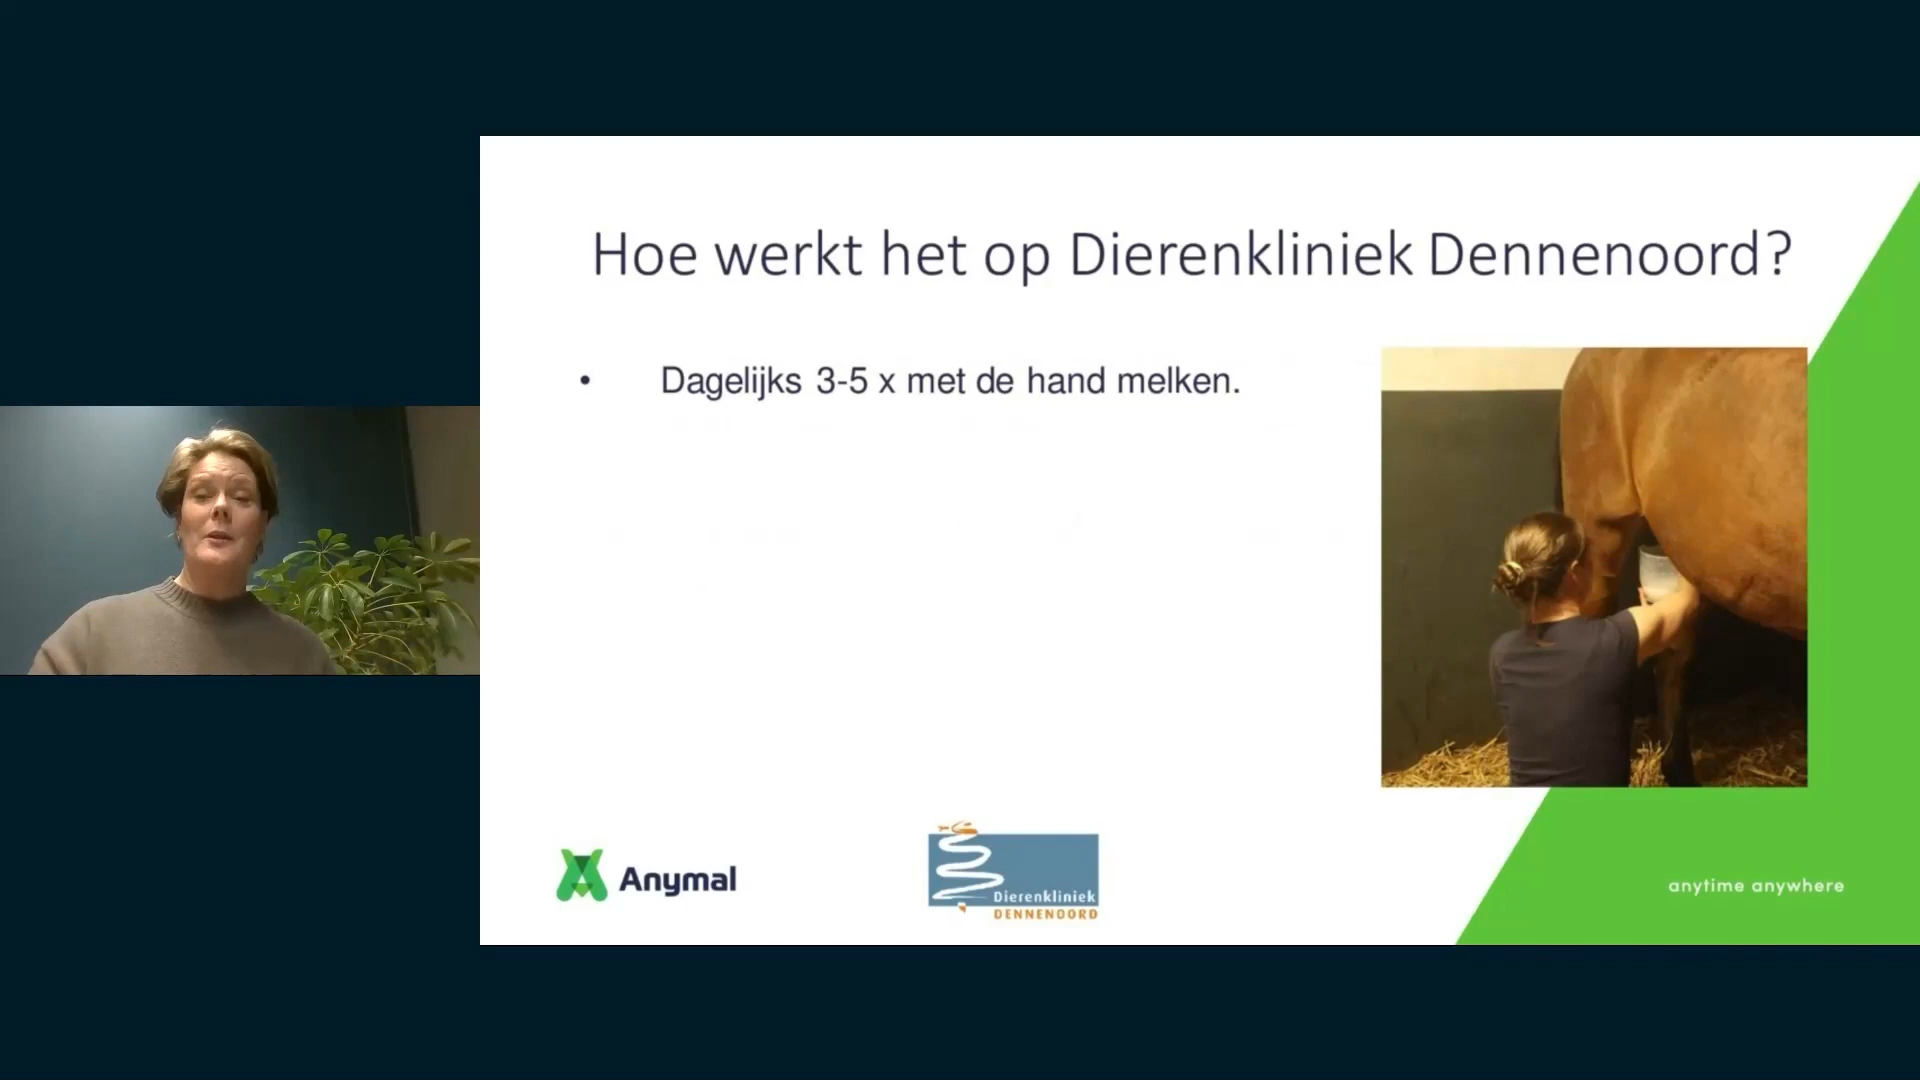 Hoe werkt het op Dierenkliniek Dennenoord?
• Dagelijks 3-5 x met de hand melken.
Anymal
Dierenkliniek
DENNENOORD
anytime anywhere